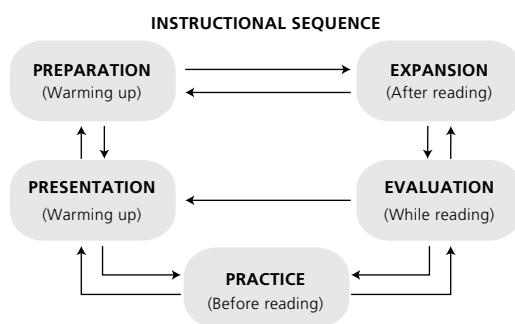 INSTRUCTIONAL SEQUENCE
PREPARATION
(Warming up)
EXPANSION
(After reading)
PRESENTATION
(Warming up)
EVALUATION
(While reading)
PRACTICE
(Before reading)